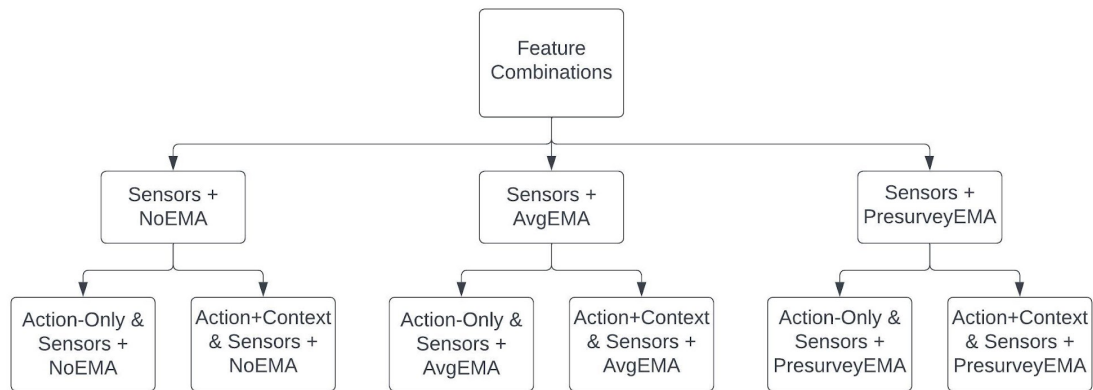 Feature
Combinations
Sensors +
NoEMA
Sensors +
AvgEMA
Sensors +
PresurveyEMA
Action-Only &
Sensors +
NoEMA
Action+Context
& Sensors +
NoEMA
Action-Only &
Sensors +
AvgEMA
Action+Context
& Sensors +
AvgEMA
Action-Only &
Sensors +
PresurveyEMA
Action+Context
& Sensors +
PresurveyEMA